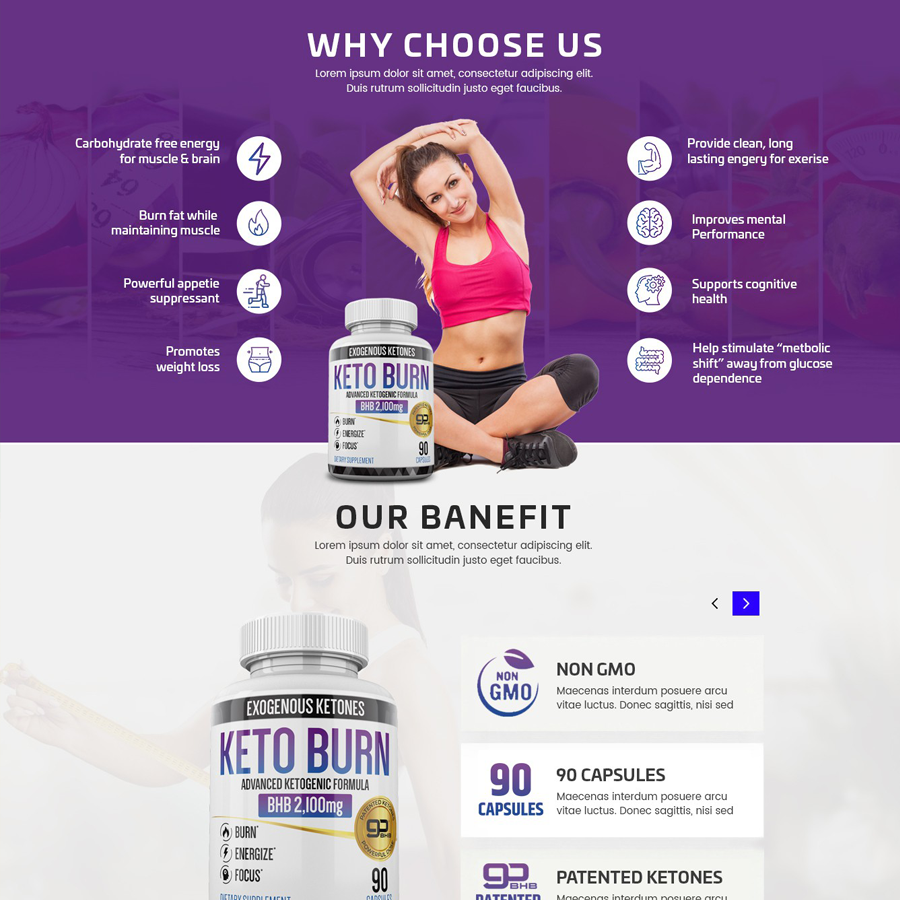 WHY CHOOSE US
Lorem ipsum dolor sit amet, consectetur adipiscing elit.
Duis rutrum sollicitudin justo eget faucibus.
Carbohydrate free energy
for muscle & brain
Burn fat while
maintaining muscle
Powerful appetie
suppressant
Promotes
weight loss
Provide clean, long
lasting engery for exerise
Improves mental
Performance
Supports cognitive
health
Help stimulate “metbolic
shift” away from glucose
dependence
EXOGENOUS KETONES
KETO BURN
ADVANCED KETOGENIC FORMULA
BHB 2,100mg
BURN*
ENERGIZE*
FOCUS*
90
CAPSULES
DIETARY SUPPLEMENT
OUR BANEFIT
Lorem ipsum dolor sit amet, consectetur adipiscing elit.
Duis rutrum sollicitudin justo eget faucibus.
EXOGENOUS KETONES
KETO BURN
ADVANCED KETOGENIC FORMULA
BHB 2,100mg
PATENTED KETONES
go BHB
BURN*
ENERGIZE*
FOCUS*
90
CAPSULES
DIETARY SUPPLEMENT
NON
GMO
NON GMO
Maecenas interdum posuere arcu
vitae luctus. Donec sagittis, nisi sed
90
CAPSULES
90 CAPSULES
Maecenas interdum posuere arcu
vitae luctus. Donec sagittis, nisi sed
go BHB
PATENTED
PATENTED KETONES
Maecenas interdum posuere arcu